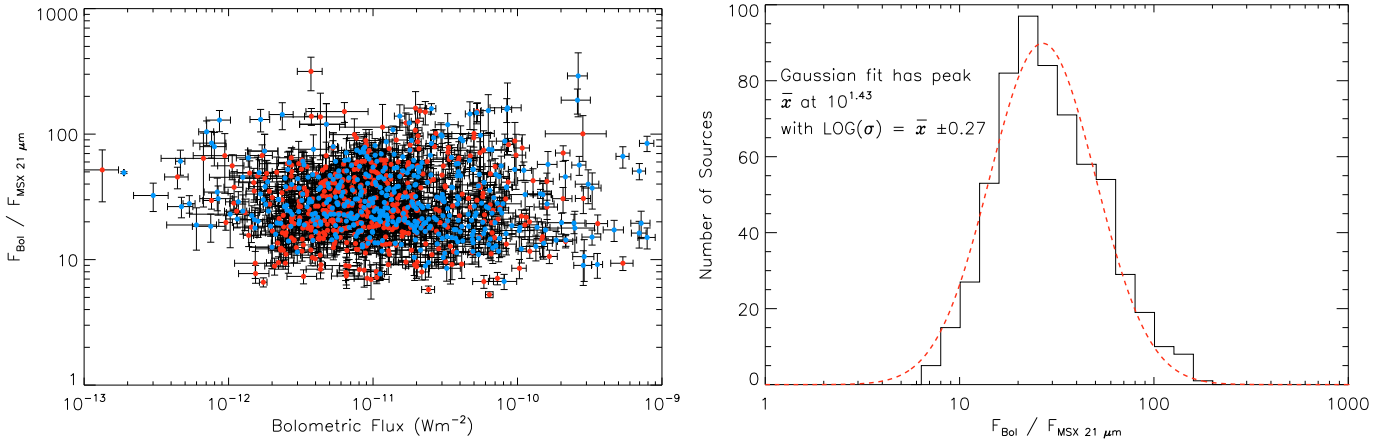 1000
100
10
1
F_Bol / F_MSX 21 μm
10^-13
10^-12
10^-11
10^-10
10^-9
Bolometric Flux (Wm^-2)
100
80
60
40
20
0
Number of Sources
Gaussian fit has peak
x̄ at 10^1.43
with LOG(σ) = x̄ ±0.27
1
10
100
1000
F_Bol / F_MSX 21 μm